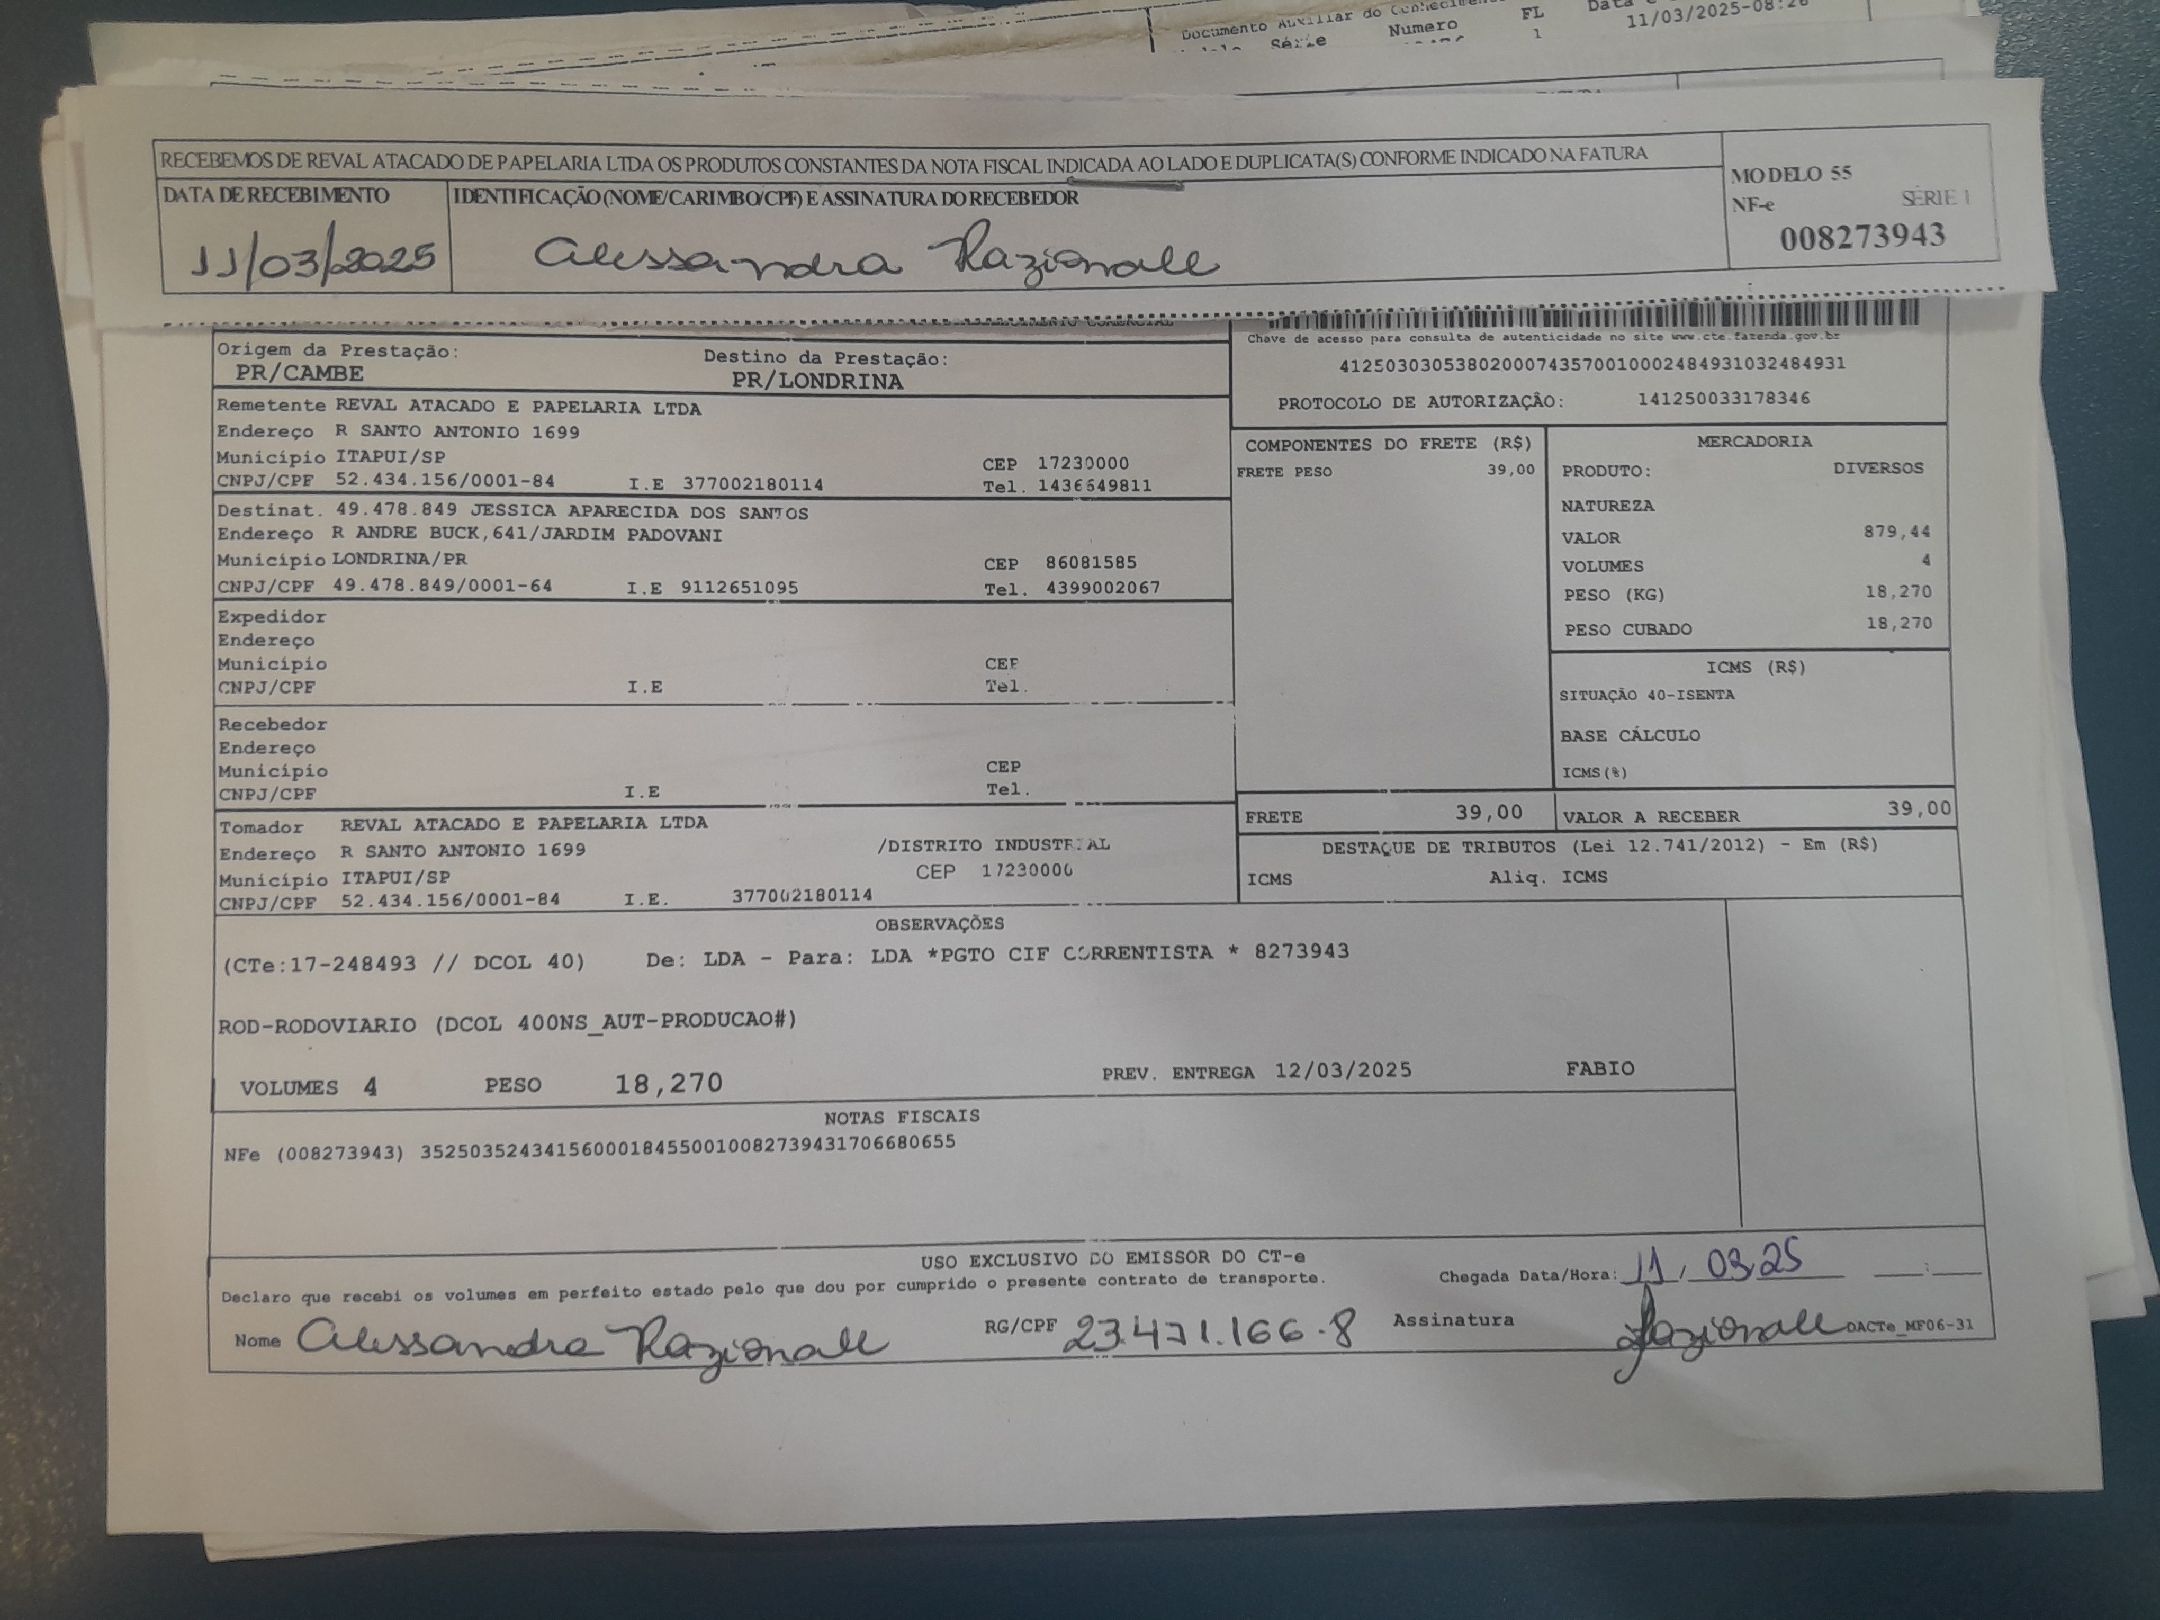 Documento Auxiliar do Conhecimen
FL
Série Numero 1 11/03/2025-08:26
RECEBEMOS DE REVAL ATACADO DE PAPELARIA LTDA OS PRODUTOS CONSTANTES DA NOTA FISCAL INDICADA AO LADO E DUPLICATA(S) CONFORME INDICADO NA FATURA
DATA DE RECEBIMENTO
11/03/2025
IDENTIFICAÇÃO (NOME/CARIMBO/CPF) E ASSINATURA DO RECEBEDOR
Alessandra Razionale
MODELO 55
NF-e SÉRIE 1
008273943
Origem da Prestação: Destino da Prestação:
PR/CAMBE PR/LONDRINA
Chave de acesso para consulta de autenticidade no site www.cte.fazenda.gov.br
41250303053802000743570010002484931032484931
PROTOCOLO DE AUTORIZAÇÃO: 141250033178346
Remetente REVAL ATACADO E PAPELARIA LTDA
Endereço R SANTO ANTONIO 1699
Município ITAPUI/SP CEP 17230000
CNPJ/CPF 52.434.156/0001-84 I.E 377002180114 Tel. 1436649811
Destinat. 49.478.849 JESSICA APARECIDA DOS SANTOS
Endereço R ANDRE BUCK,641/JARDIM PADOVANI
Município LONDRINA/PR CEP 86081585
CNPJ/CPF 49.478.849/0001-64 I.E 9112651095 Tel. 4399002067
Expedidor
Endereço
Município CEP
CNPJ/CPF I.E Tel.
Recebedor
Endereço
Município CEP
CNPJ/CPF I.E Tel.
Tomador REVAL ATACADO E PAPELARIA LTDA
Endereço R SANTO ANTONIO 1699 /DISTRITO INDUSTRIAL
Município ITAPUI/SP CEP 17230000
CNPJ/CPF 52.434.156/0001-84 I.E. 377002180114
COMPONENTES DO FRETE (R$)
FRETE PESO 39,00
MERCADORIA
PRODUTO: DIVERSOS
NATUREZA
VALOR 879,44
VOLUMES 4
PESO (KG) 18,270
PESO CUBADO 18,270
ICMS (R$)
SITUAÇÃO 40-ISENTA
BASE CÁLCULO
ICMS(%)
FRETE 39,00 VALOR A RECEBER 39,00
DESTAQUE DE TRIBUTOS (Lei 12.741/2012) - Em (R$)
ICMS Aliq. ICMS
OBSERVAÇÕES
(CTe:17-248493 // DCOL 40) De: LDA - Para: LDA *PGTO CIF CORRENTISTA * 8273943
ROD-RODOVIARIO (DCOL 400NS_AUT-PRODUCAO#)
VOLUMES 4 PESO 18,270 PREV. ENTREGA 12/03/2025 FABIO
NOTAS FISCAIS
NFe (008273943) 35250352434156000184550010082739431706680655
USO EXCLUSIVO DO EMISSOR DO CT-e
Declaro que recebi os volumes em perfeito estado pelo que dou por cumprido o presente contrato de transporte.
Chegada Data/Hora: 11, 03 25 __:__
Nome Alessandra Razionale RG/CPF 23.471.166-8 Assinatura Razionale DACTe_MF06-31